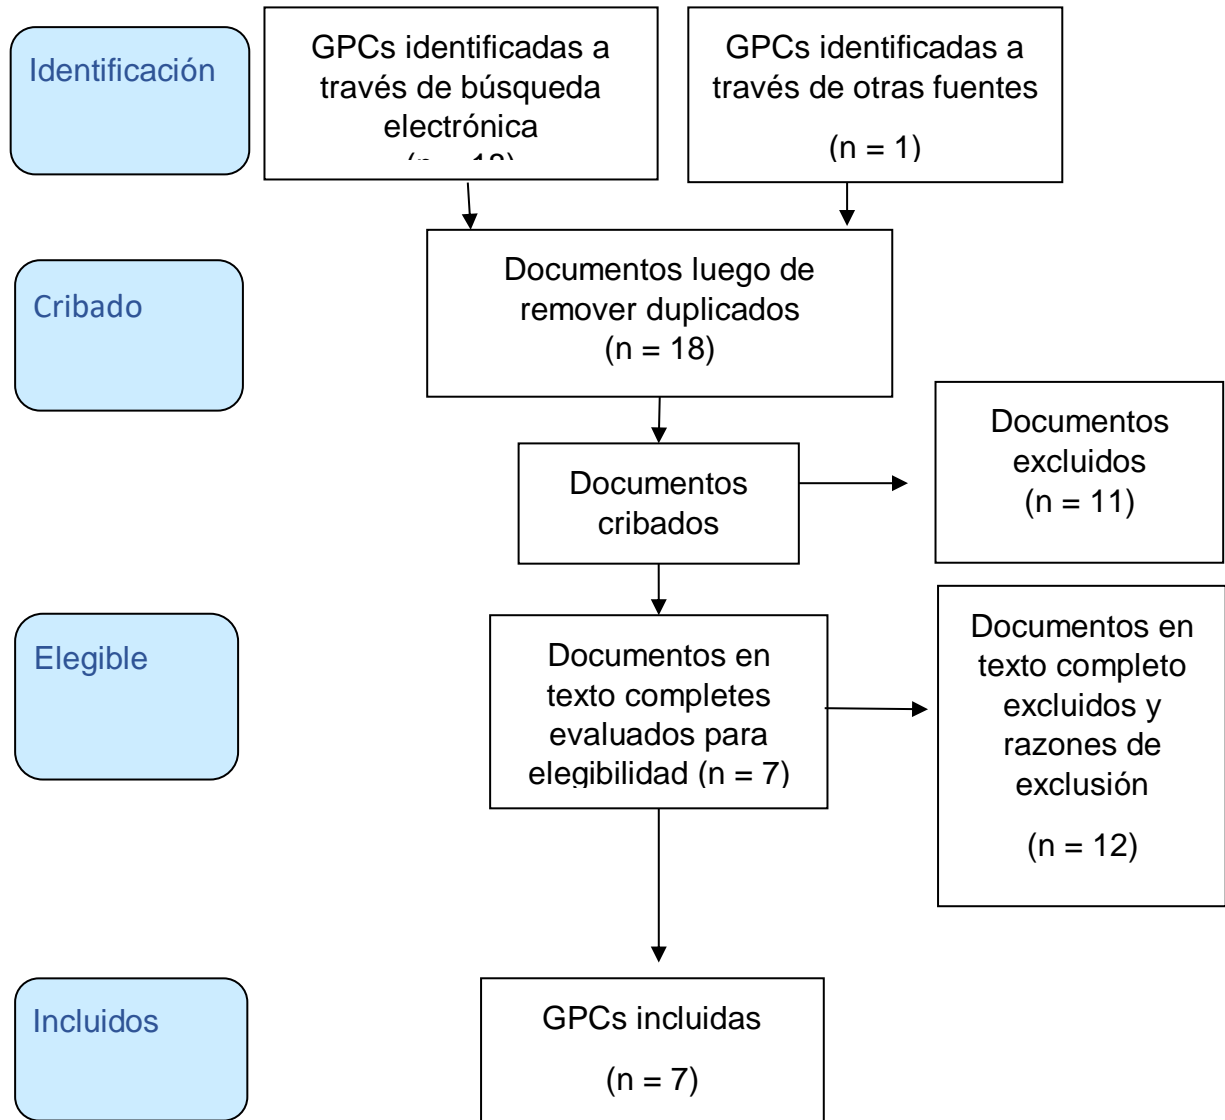 Identificación
GPCs identificadas a
través de búsqueda
electrónica
GPCs identificadas a
través de otras fuentes
(n = 1)
Cribado
Documentos luego de
remover duplicados
(n = 18)
Documentos
cribados
Documentos
excluidos
(n = 11)
Elegible
Documentos en
texto completes
evaluados para
elegibilidad (n = 7)
Documentos en
texto completo
excluidos y
razones de
exclusión
(n = 12)
Incluidos
GPCs incluidas
(n = 7)